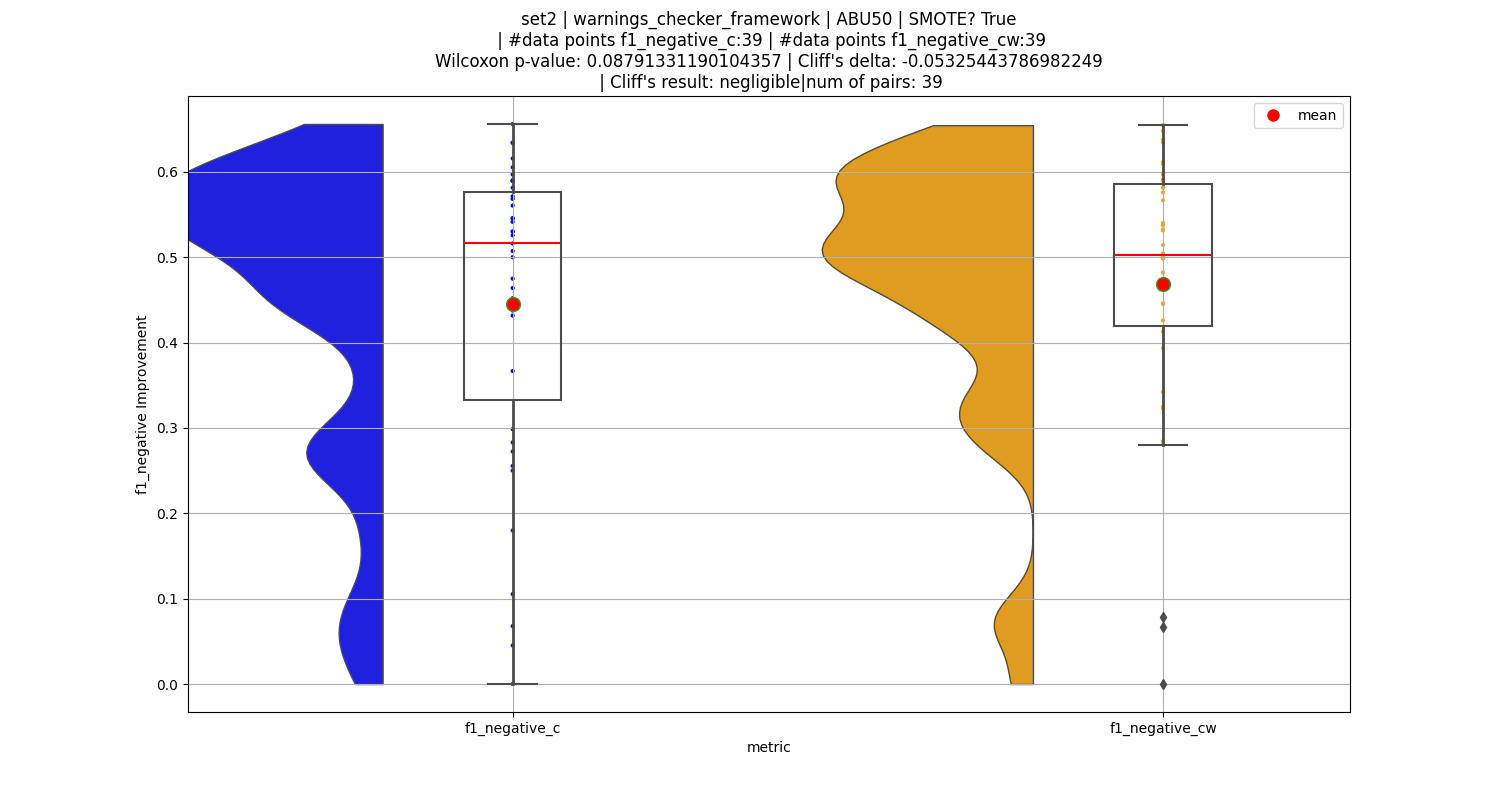 set2 | warnings_checker_framework | ABU50 | SMOTE? True
| #data points f1_negative_c:39 | #data points f1_negative_cw:39
Wilcoxon p-value: 0.08791331190104357 | Cliff's delta: -0.05325443786982249
| Cliff's result: negligible|num of pairs: 39
mean
f1_negative Improvement
0.6
0.5
0.4
0.3
0.2
0.1
0.0
f1_negative_c
f1_negative_cw
metric